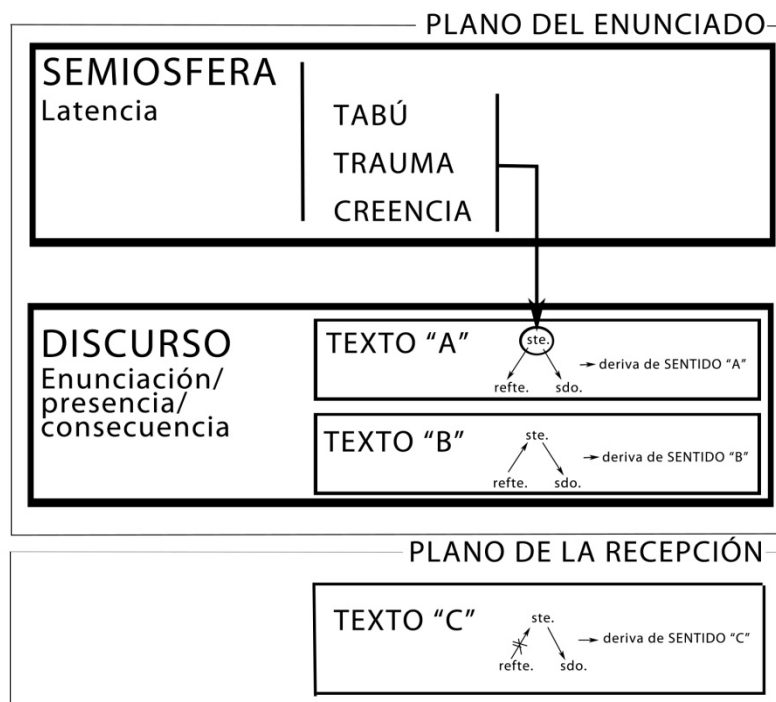 PLANO DEL ENUNCIADO
SEMIOSFERA
Latencia
TABÚ
TRAUMA
CREENCIA
DISCURSO
Enunciación/
presencia/
consecuencia
TEXTO “A”
ste.
→ deriva de SENTIDO “A”
refte. sdo.
TEXTO “B”
ste.
→ deriva de SENTIDO “B”
refte. sdo.
PLANO DE LA RECEPCIÓN
TEXTO “C”
ste.
→ deriva de SENTIDO “C”
refte. sdo.